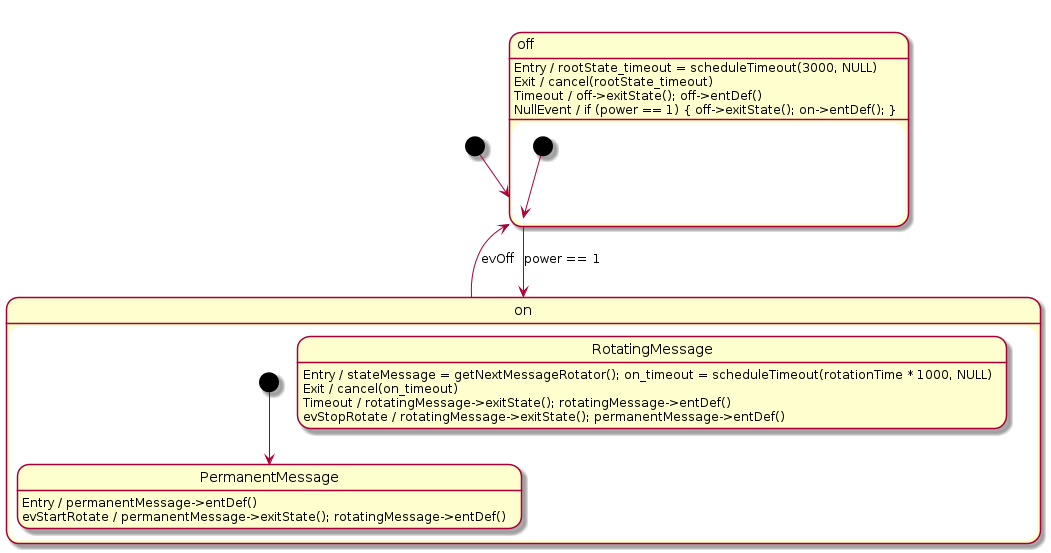 off
Entry / rootState_timeout = scheduleTimeout(3000, NULL)
Exit / cancel(rootState_timeout)
Timeout / off->exitState(); off->entDef()
NullEvent / if (power == 1) { off->exitState(); on->entDef(); }
evOff
power == 1
on
RotatingMessage
Entry / stateMessage = getNextMessageRotator(); on_timeout = scheduleTimeout(rotationTime * 1000, NULL)
Exit / cancel(on_timeout)
Timeout / rotatingMessage->exitState(); rotatingMessage->entDef()
evStopRotate / rotatingMessage->exitState(); permanentMessage->entDef()
PermanentMessage
Entry / permanentMessage->entDef()
evStartRotate / permanentMessage->exitState(); rotatingMessage->entDef()